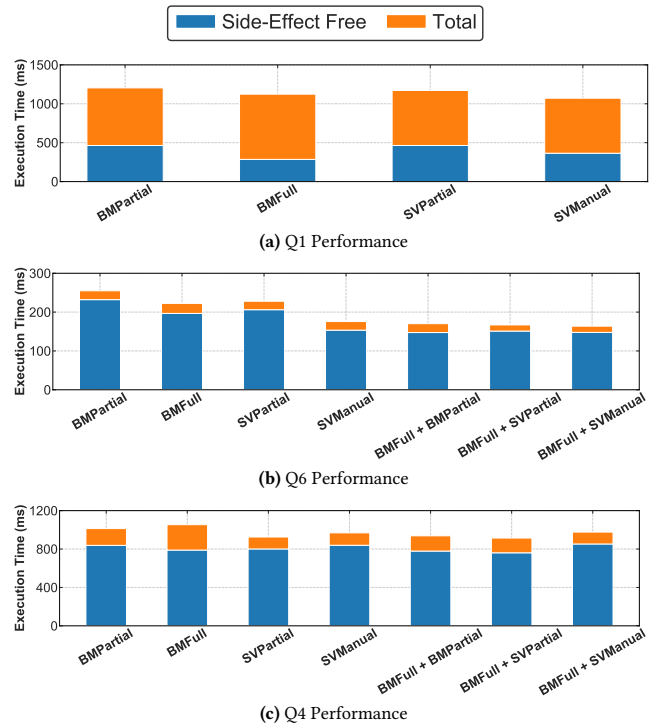 Side-Effect Free Total
Execution Time (ms)
1500
1000
500
0
BMPartial BMFull SVPartial SVManual
(a) Q1 Performance
Execution Time (ms)
300
200
100
0
BMPartial BMFull SVPartial SVManual BMFull + BMPartial BMFull + SVPartial BMFull + SVManual
(b) Q6 Performance
Execution Time (ms)
1200
800
400
0
BMPartial BMFull SVPartial SVManual BMFull + BMPartial BMFull + SVPartial BMFull + SVManual
(c) Q4 Performance